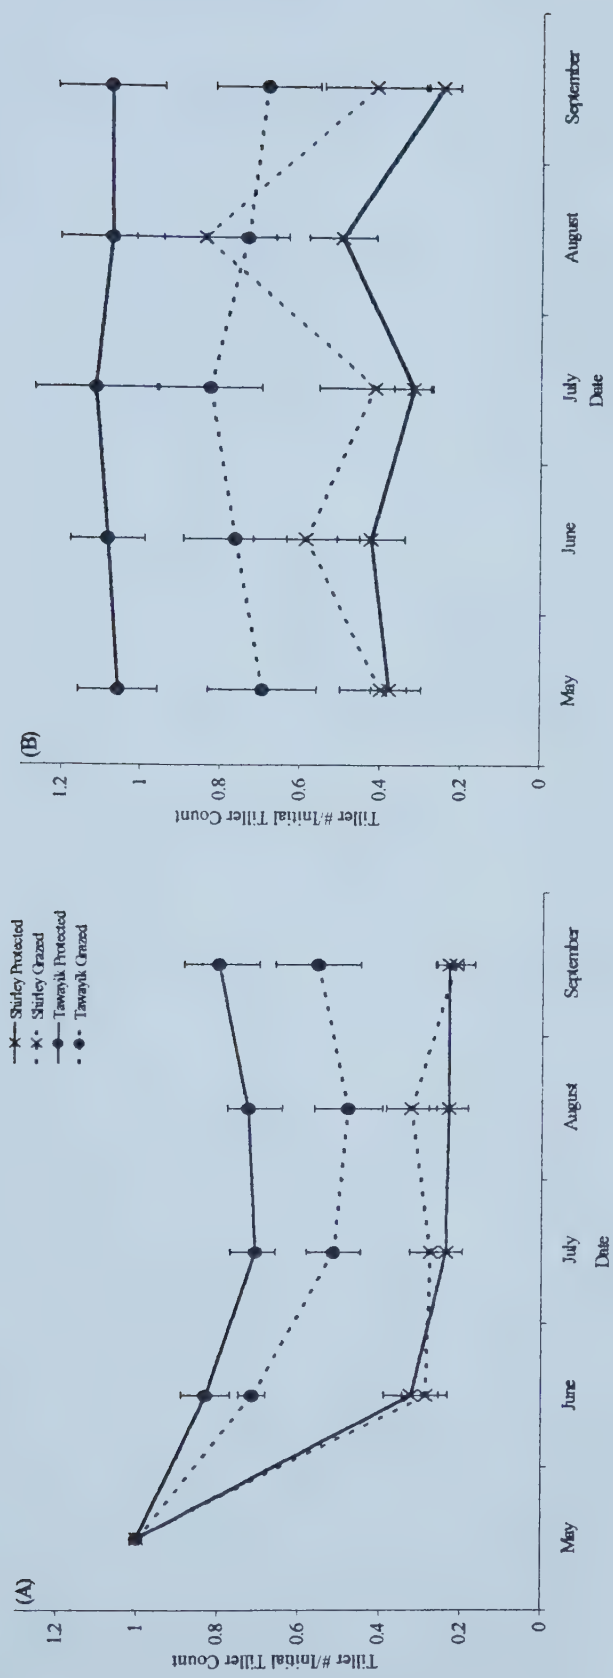 (A)
Shirley Protected
Shirley Grazed
Tawayik Protected
Tawayik Grazed
Tiller #/Initial Tiller Count
1.2
1
0.8
0.6
0.4
0.2
0
May
June
July
August
September
Date
(B)
Tiller #/Initial Tiller Count
1.2
1
0.8
0.6
0.4
0.2
0
May
June
July
August
September
Date